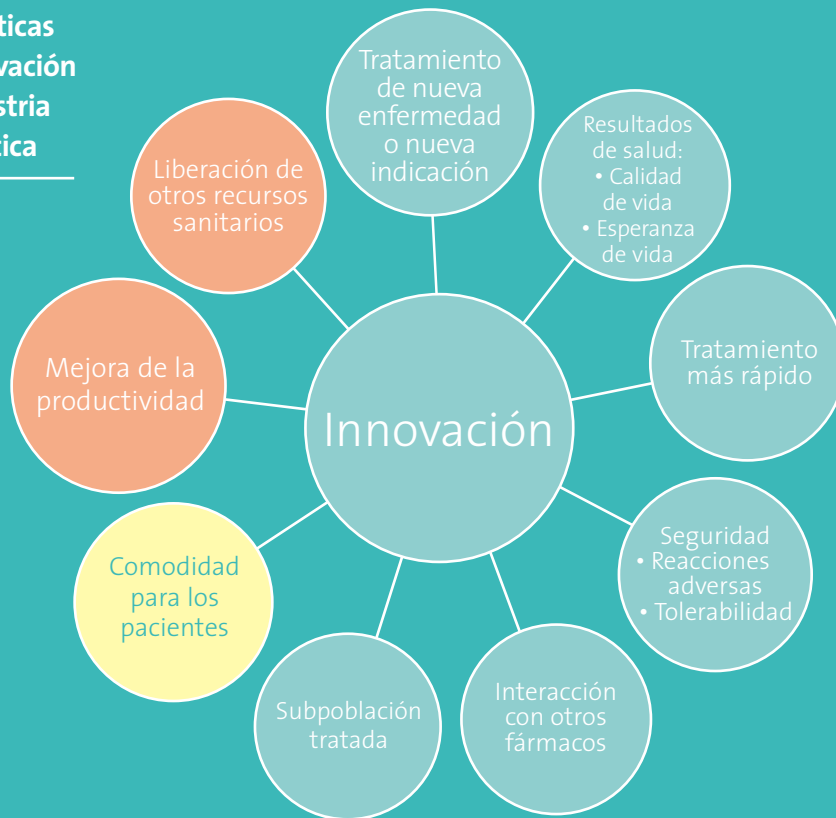 ticas
vación
stria
tica
Tratamiento
de nueva
enfermedad
o nueva
indicación
Resultados
de salud:
• Calidad
de vida
• Esperanza
de vida
Tratamiento
más rápido
Seguridad
• Reacciones
adversas
• Tolerabilidad
Interacción
con otros
fármacos
Subpoblación
tratada
Comodidad
para los
pacientes
Mejora de la
productividad
Liberación de
otros recursos
sanitarios
Innovación